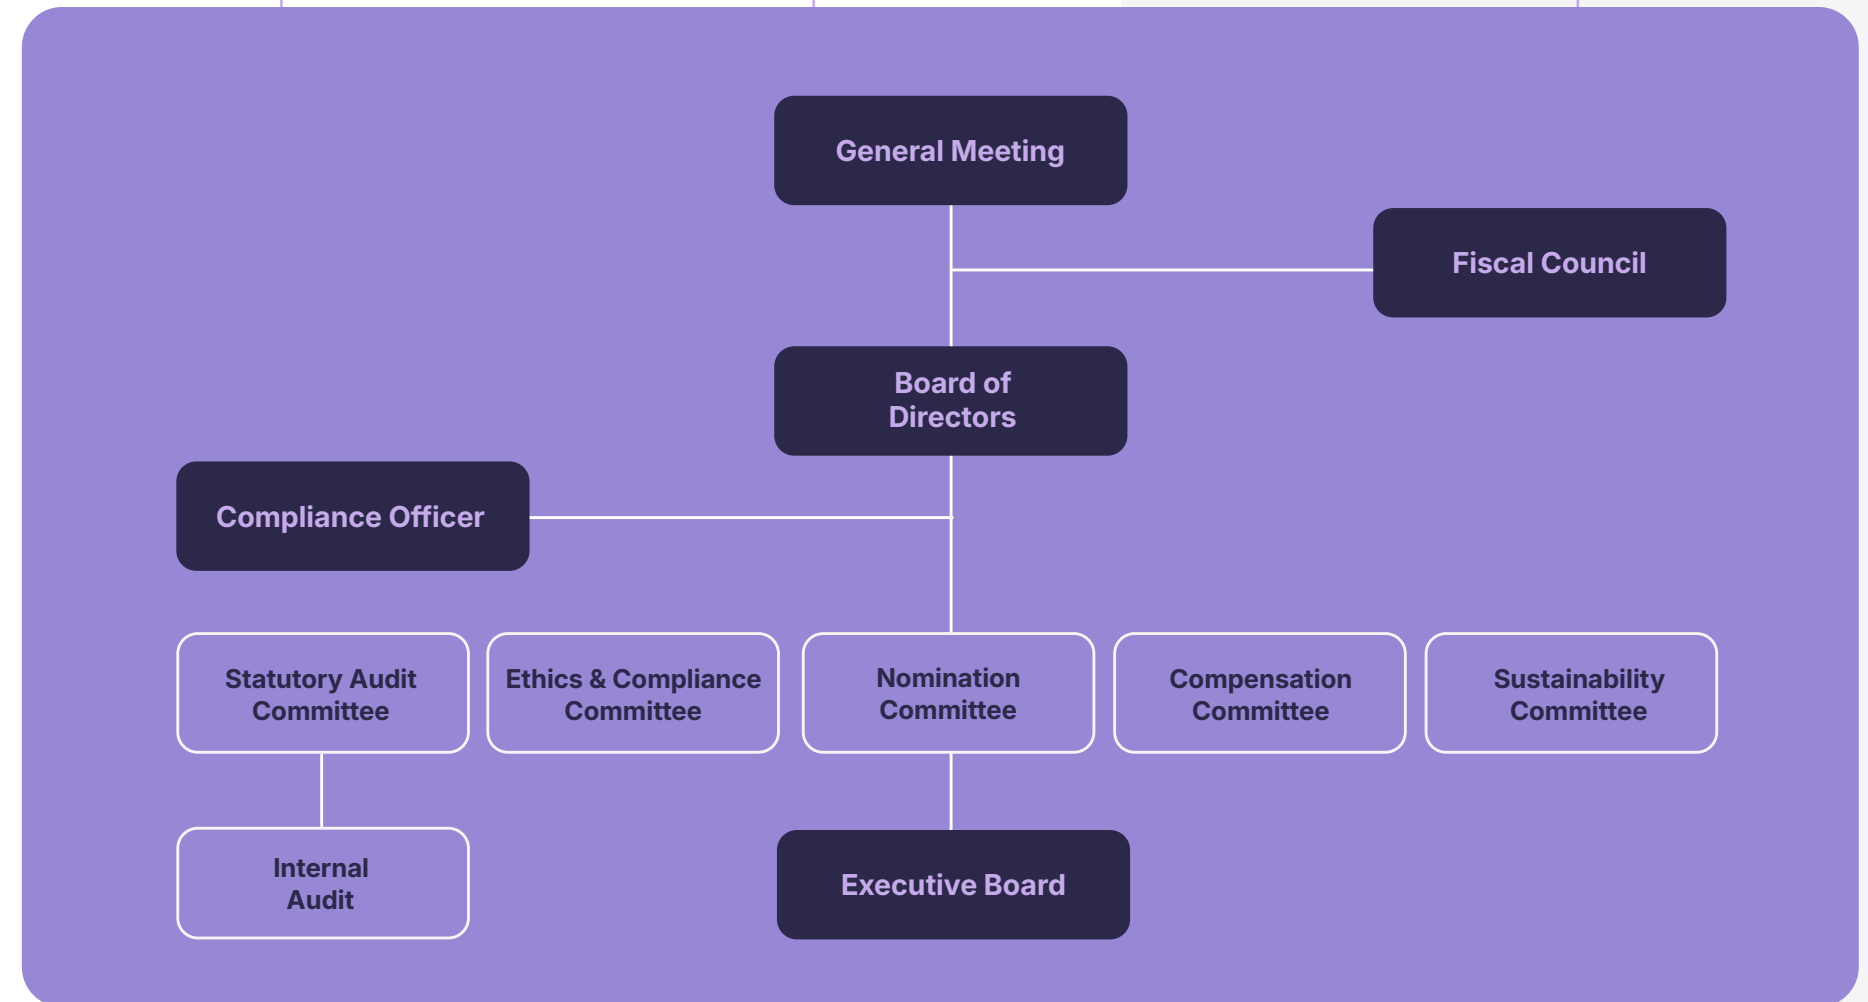 General Meeting
Fiscal Council
Board of
Directors
Compliance Officer
Statutory Audit
Committee
Ethics & Compliance
Committee
Nomination
Committee
Compensation
Committee
Sustainability
Committee
Internal
Audit
Executive Board